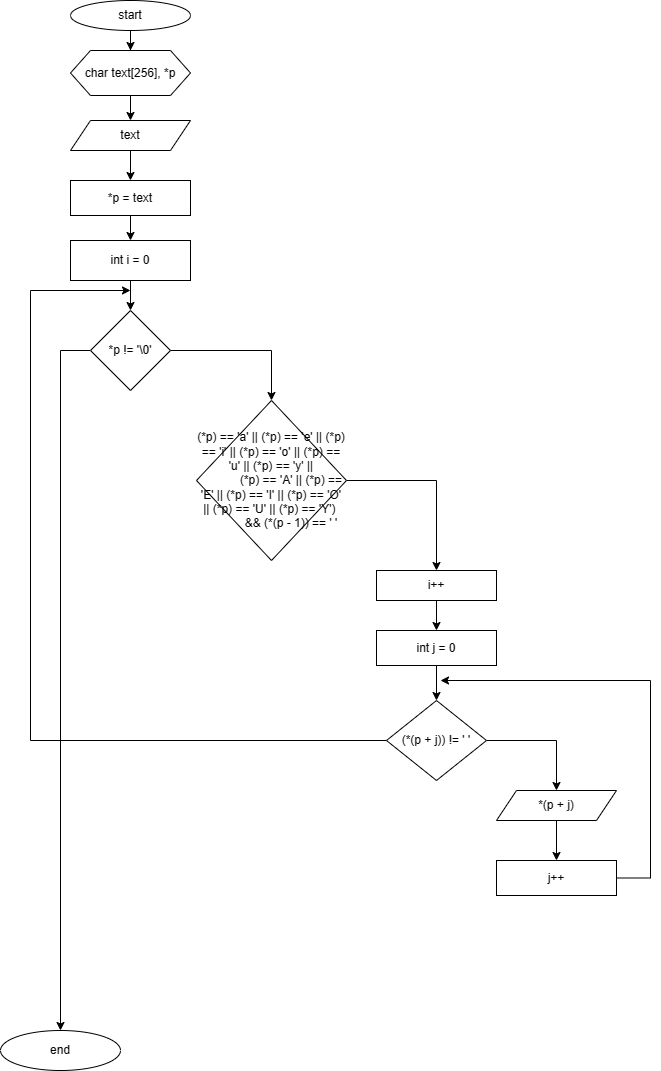 start
char text[256], *p
text
*p = text
int i = 0
*p != '\0'
(*p) == 'a' || (*p) == 'e' || (*p)
== 'i' || (*p) == 'o' || (*p) ==
'u' || (*p) == 'y' ||
(*p) == 'A' || (*p) ==
'E' || (*p) == 'I' || (*p) == 'O'
|| (*p) == 'U' || (*p) == 'Y')
&& (*(p - 1)) == ' '
i++
int j = 0
(*(p + j)) != ' '
*(p + j)
j++
end